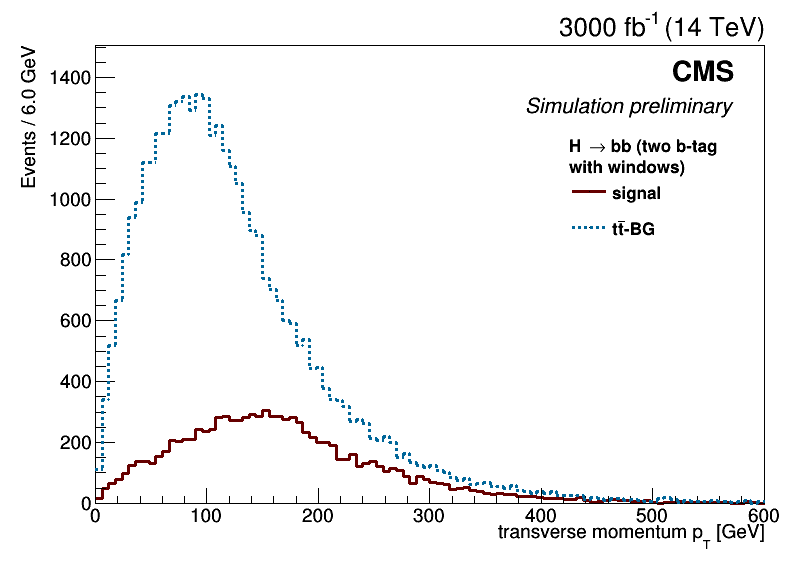 3000 fb-1 (14 TeV)
CMS
Simulation preliminary
H → bb (two b-tag
with windows)
signal
tt̄-BG
Events / 6.0 GeV
1400
1200
1000
800
600
400
200
0
0 100 200 300 400 500 600
transverse momentum pT [GeV]